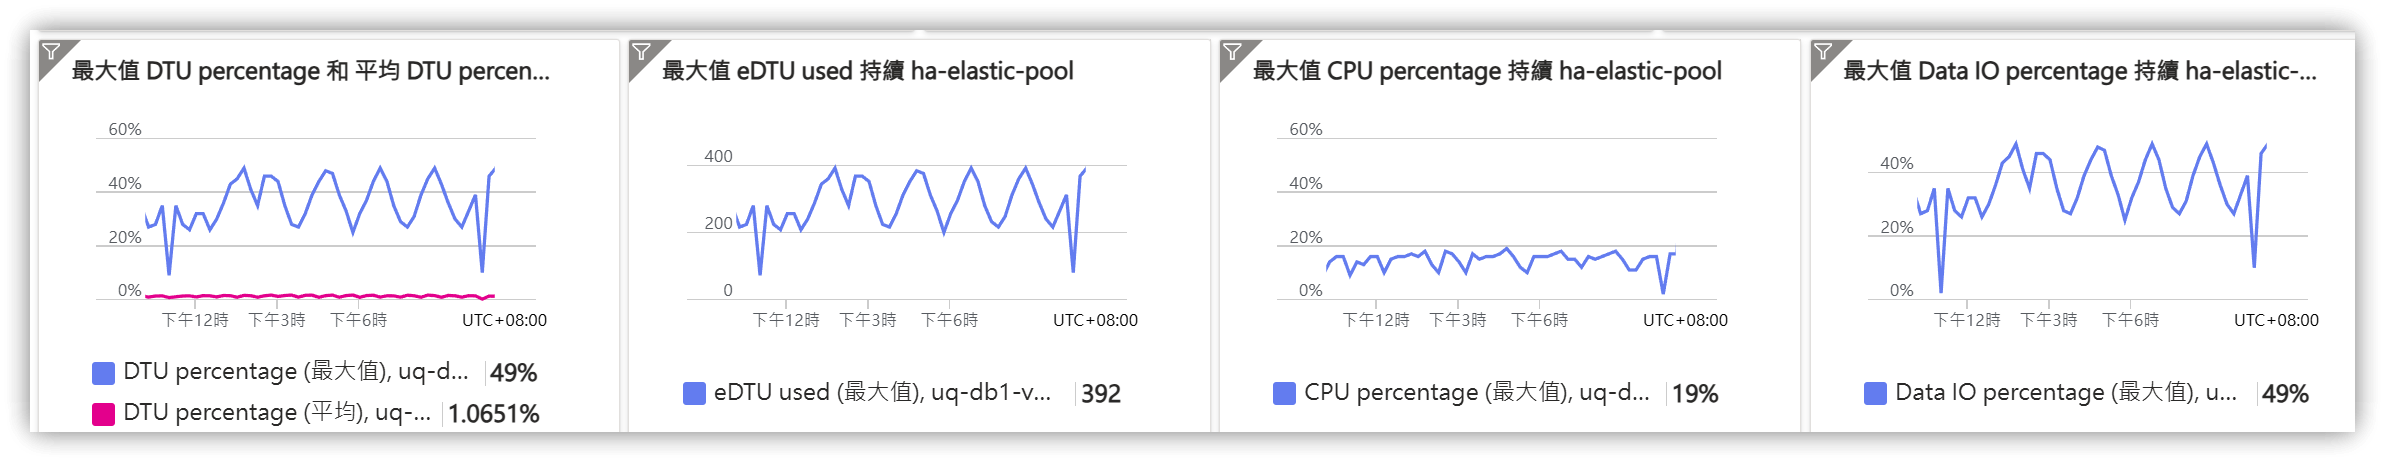 最大值 DTU percentage 和 平均 DTU percen...
60%
40%
20%
0%
下午12時 下午3時 下午6時 UTC+08:00
DTU percentage (最大值), uq-d... 49%
DTU percentage (平均), uq-... 1.0651%
最大值 eDTU used 持續 ha-elastic-pool
400
200
0
下午12時 下午3時 下午6時 UTC+08:00
eDTU used (最大值), uq-db1-v... 392
最大值 CPU percentage 持續 ha-elastic-pool
60%
40%
20%
0%
下午12時 下午3時 下午6時 UTC+08:00
CPU percentage (最大值), uq-d... 19%
最大值 Data IO percentage 持續 ha-elastic-...
40%
20%
0%
下午12時 下午3時 下午6時 UTC+08:00
Data IO percentage (最大值), u... 49%